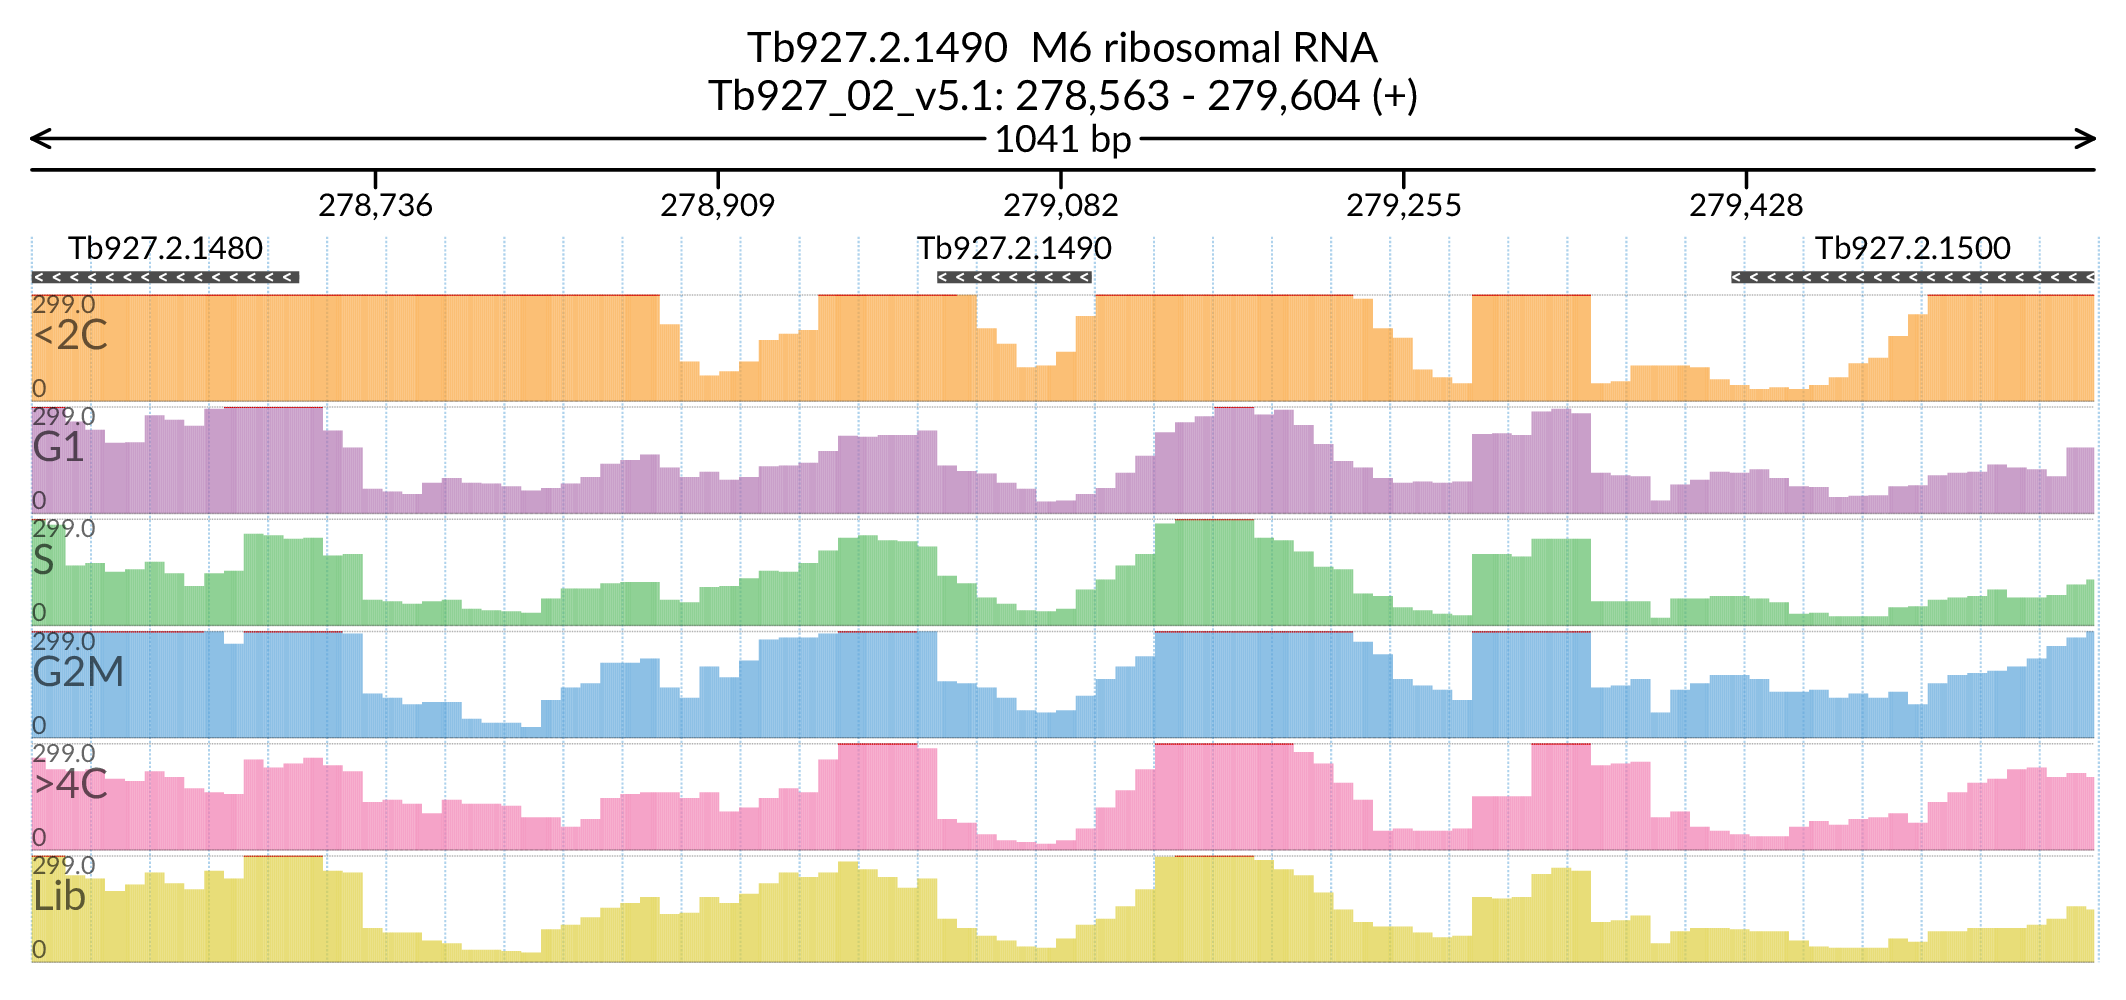 Tb927.2.1490 M6 ribosomal RNA
Tb927_02_v5.1: 278,563 - 279,604 (+)
1041 bp
278,736 278,909 279,082 279,255 279,428
Tb927.2.1480 Tb927.2.1490 Tb927.2.1500
299.0
<2C
0
299.0
G1
0
299.0
S
0
299.0
G2M
0
299.0
>4C
0
299.0
Lib
0